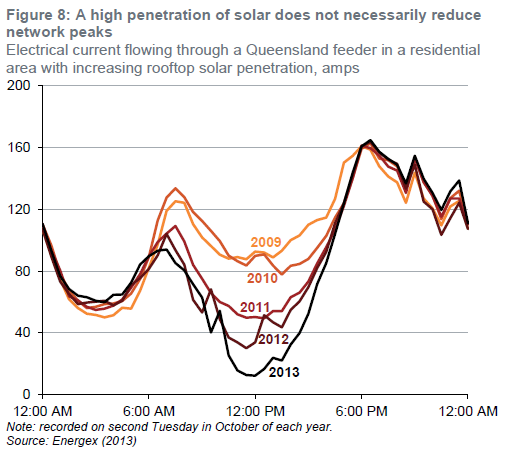 Figure 8: A high penetration of solar does not necessarily reduce
network peaks
Electrical current flowing through a Queensland feeder in a residential
area with increasing rooftop solar penetration, amps
200
160
120
80
40
0
2009
2010
2011
2012
2013
12:00 AM 6:00 AM 12:00 PM 6:00 PM 12:00 AM
Note: recorded on second Tuesday in October of each year.
Source: Energex (2013)